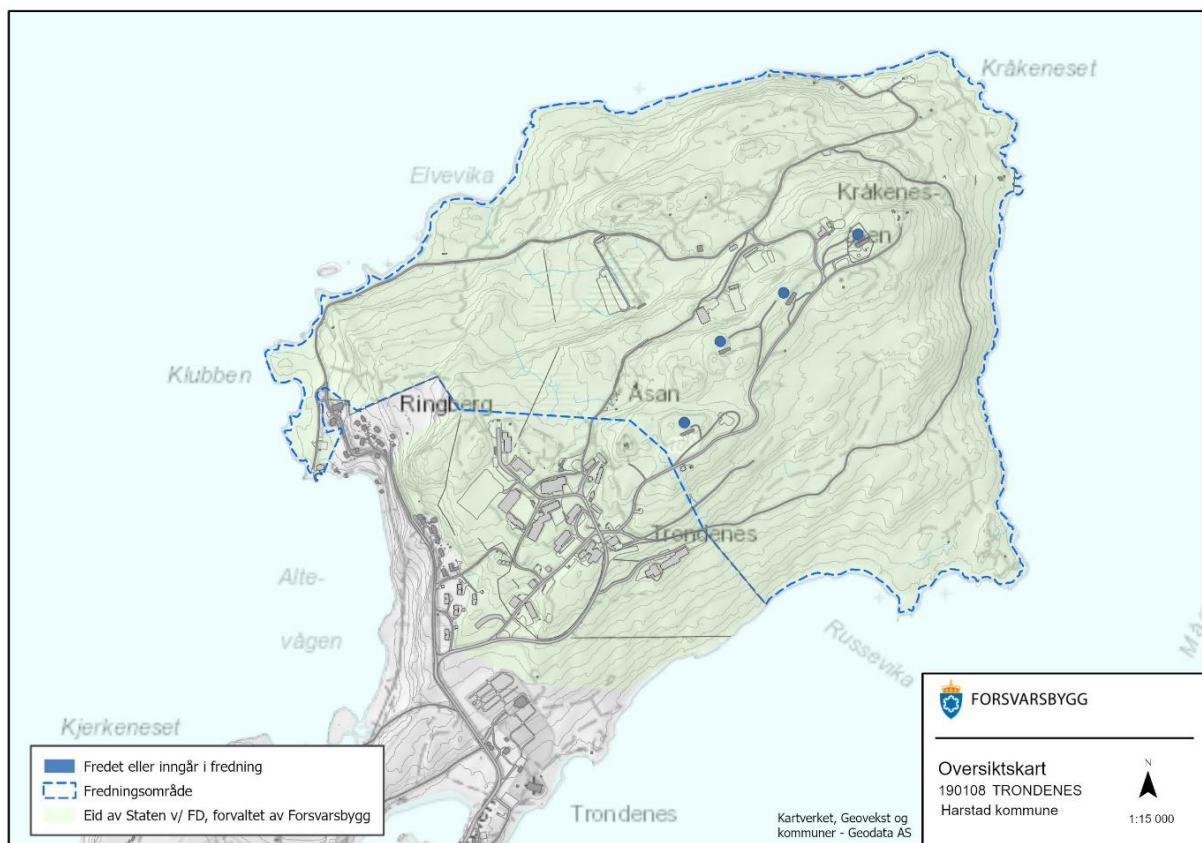 Kråkeneset
Elvevika
Kråkenes-
Klubben
Ringberg
Åsan
Trondenes
Alte-
vågen
Russevika
Kjerkeneset
Trondenes
Fredet eller inngår i fredning
Fredningsområde
Eid av Staten v/ FD, forvaltet av Forsvarsbygg
Kartverket, Geovekst og
kommuner - Geodata AS
FORSVARSBYGG
Oversiktskart
190108 TRONDENES
Harstad kommune
N
1:15 000